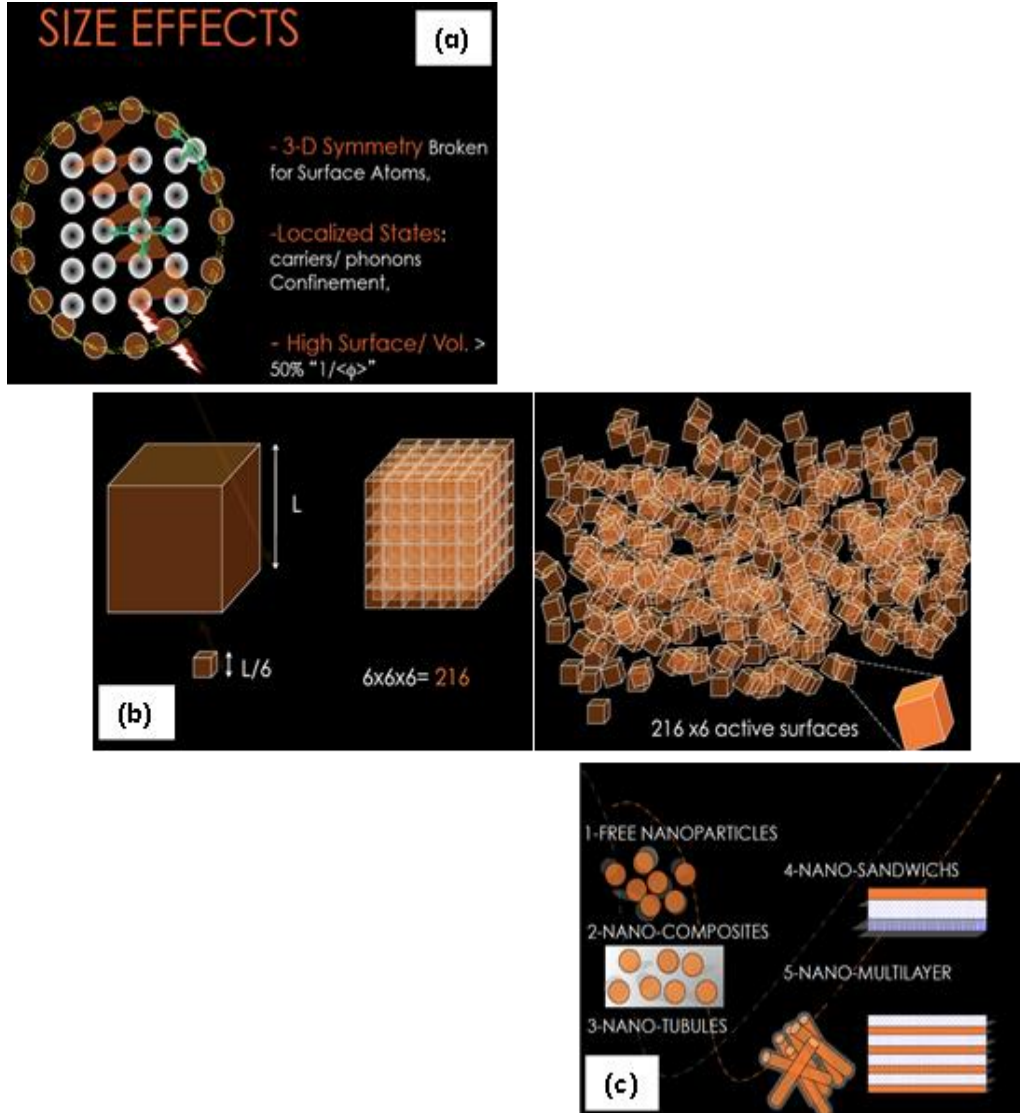 SIZE EFFECTS
(a)
- 3-D Symmetry Broken
for Surface Atoms,
-Localized States:
carriers/ phonons
Confinement,
- High Surface/ Vol. >
50% "1/<ϕ>"
L
L/6
6x6x6= 216
(b)
216 x6 active surfaces
1-FREE NANOPARTICLES
2-NANO-COMPOSITES
3-NANO-TUBULES
4-NANO-SANDWICHS
5-NANO-MULTILAYER
(c)